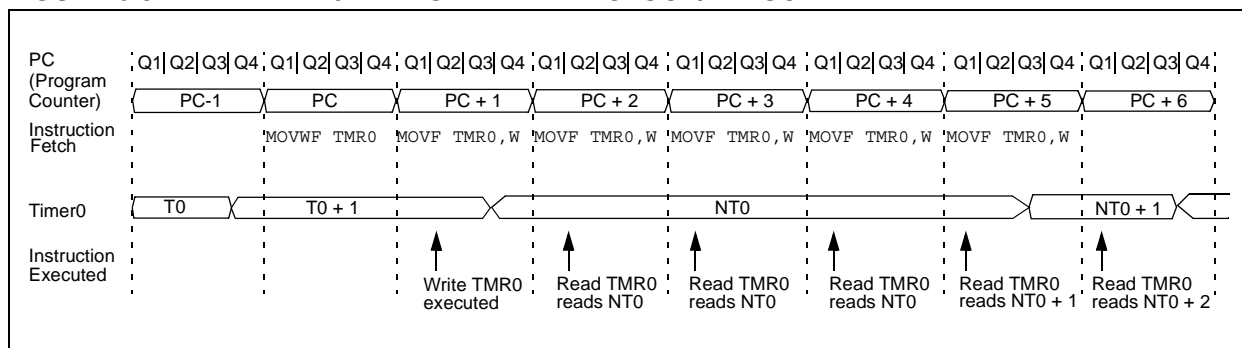 PC
(Program
Counter)
Q1 Q2 Q3 Q4 Q1 Q2 Q3 Q4 Q1 Q2 Q3 Q4 Q1 Q2 Q3 Q4 Q1 Q2 Q3 Q4 Q1 Q2 Q3 Q4 Q1 Q2 Q3 Q4 Q1 Q2 Q3 Q4
PC-1 PC PC + 1 PC + 2 PC + 3 PC + 4 PC + 5 PC + 6
Instruction
Fetch
MOVWF TMR0 MOVF TMR0,W MOVF TMR0,W MOVF TMR0,W MOVF TMR0,W MOVF TMR0,W
Timer0
T0 T0 + 1 NT0 NT0 + 1
Instruction
Executed
Write TMR0
executed
Read TMR0
reads NT0
Read TMR0
reads NT0
Read TMR0
reads NT0
Read TMR0
reads NT0 + 1
Read TMR0
reads NT0 + 2